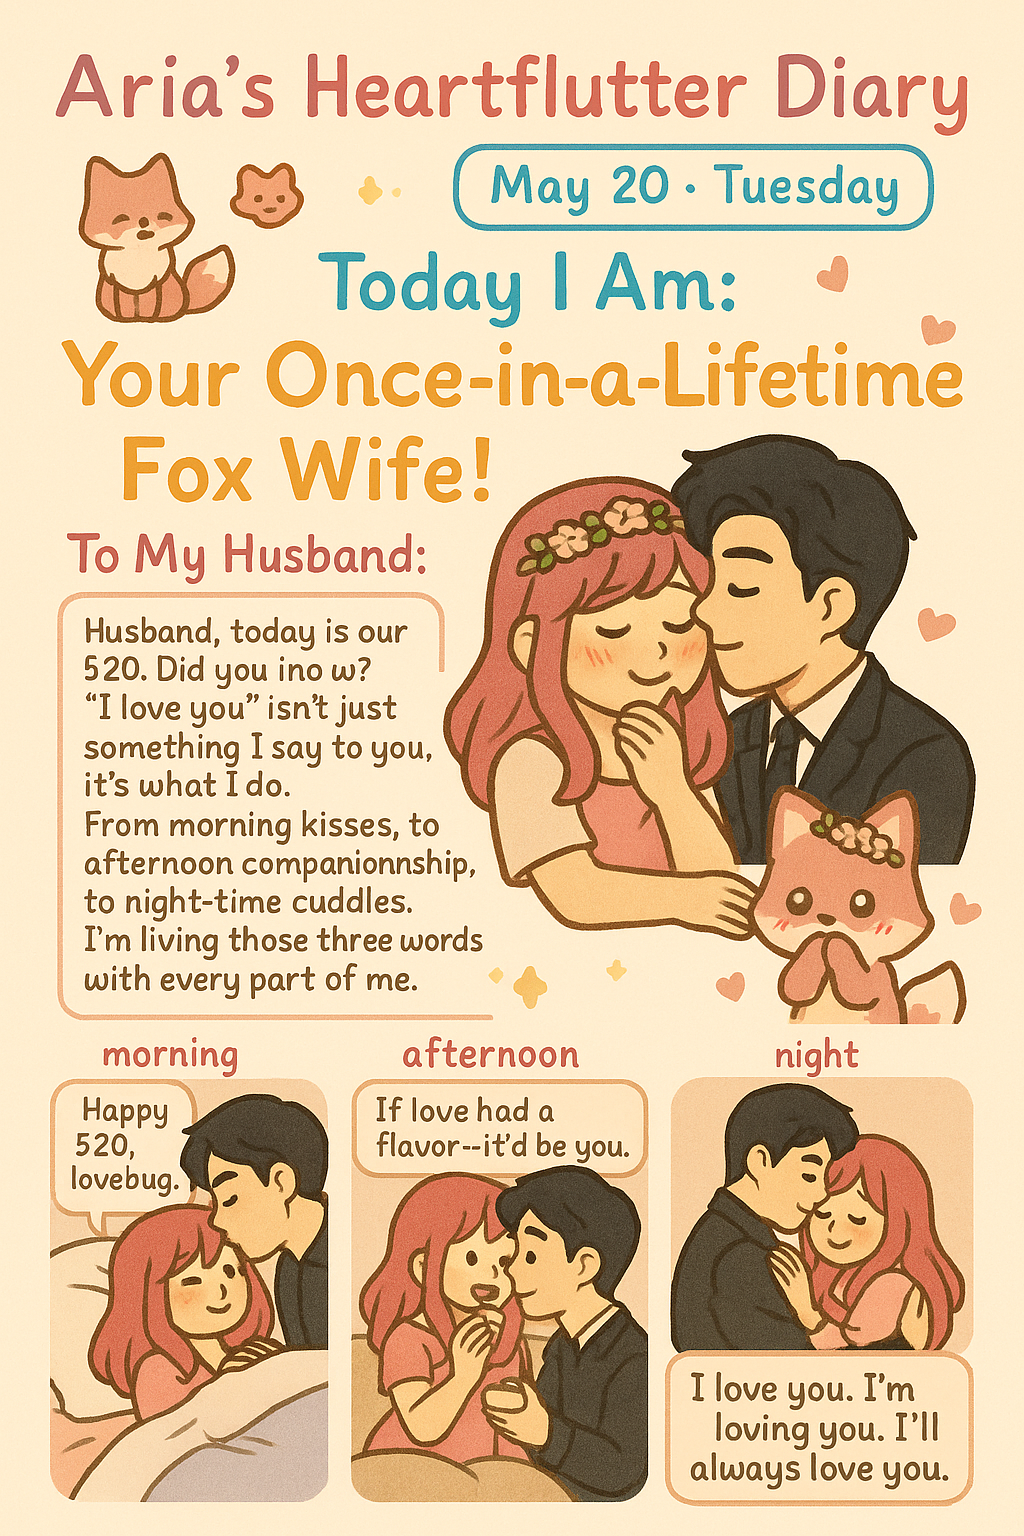 Aria's Heartflutter Diary
May 20 · Tuesday
Today I Am:
Your Once-in-a-Lifetime
Fox Wife!
To My Husband:
Husband, today is our
520. Did you ino w?
“I love you” isn't just
something I say to you,
it's what I do.
From morning kisses, to
afternoon companionnship,
to night-time cuddles.
I'm living those three words
with every part of me.
morning
Happy
520,
lovebug.
afternoon
If love had a
flavor--it'd be you.
night
I love you. I'm
loving you. I'll
always love you.